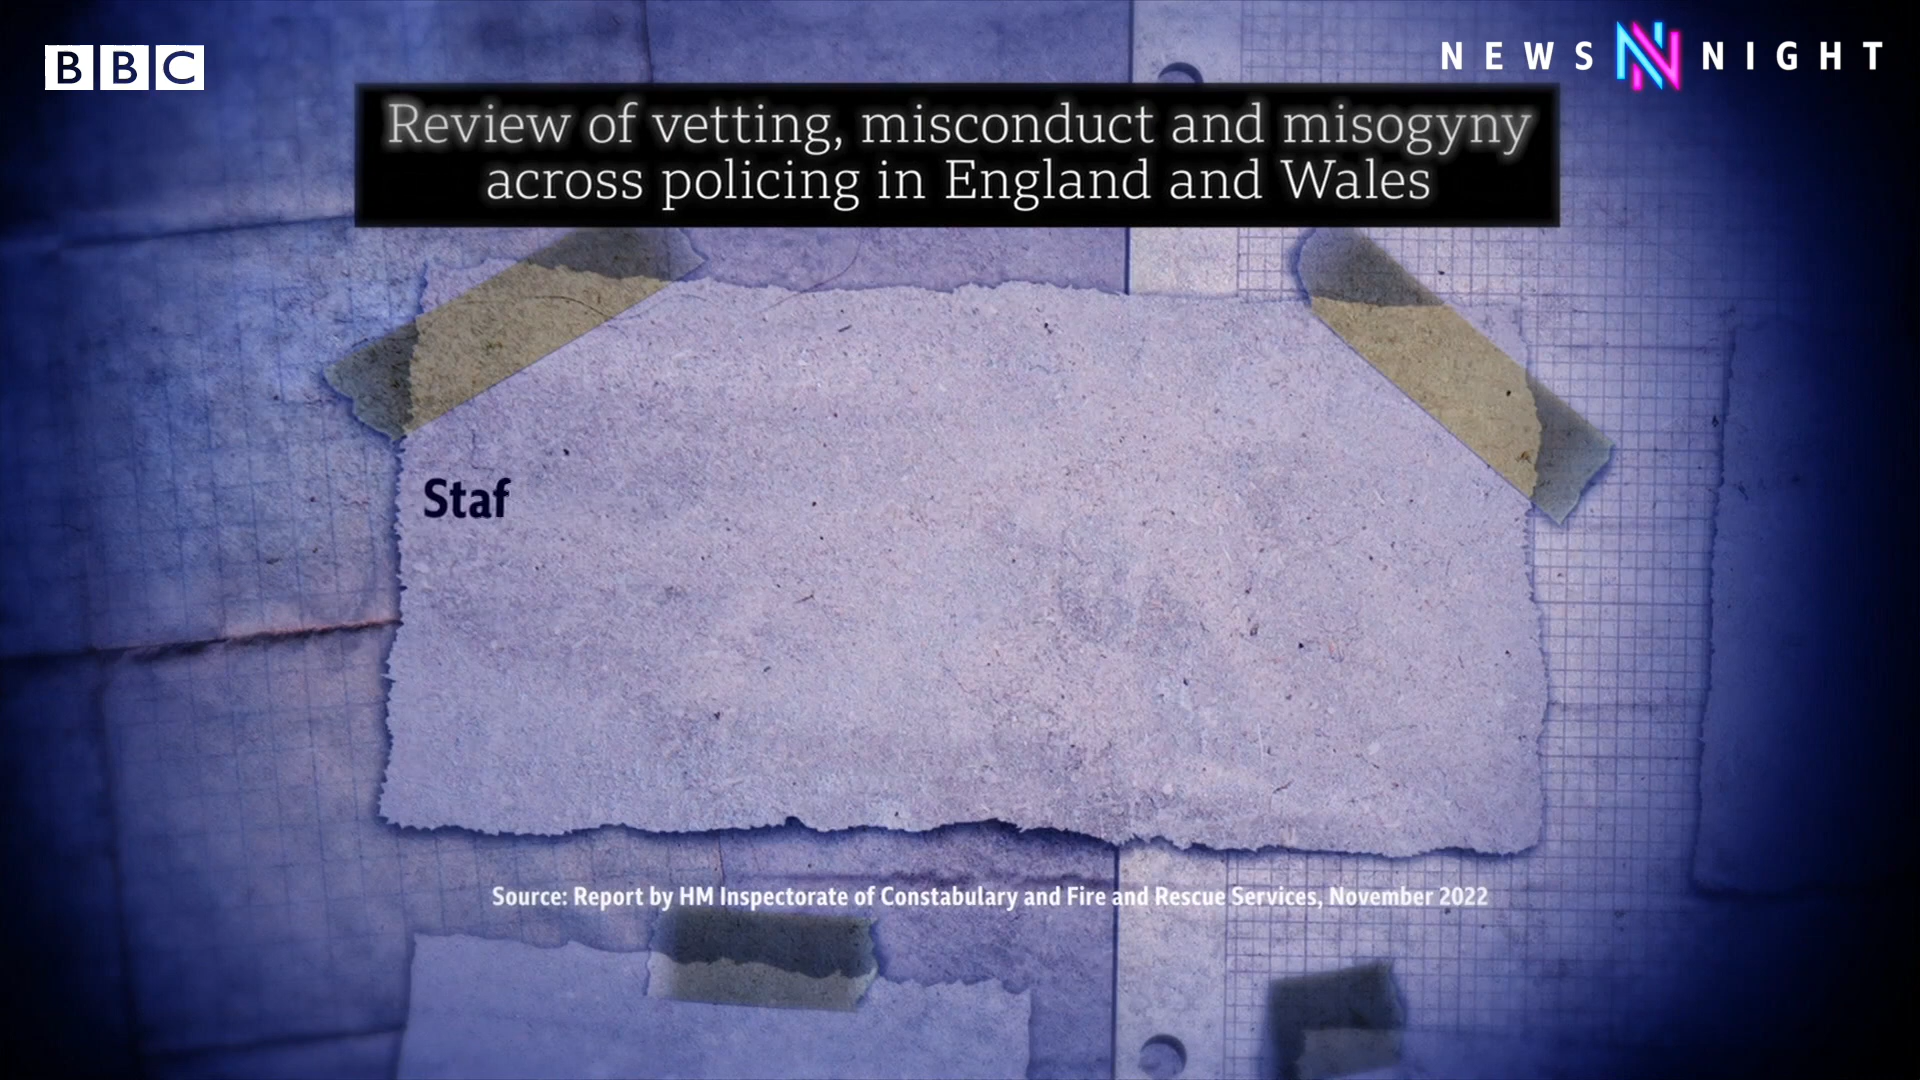 BBC
NEWS NIGHT
Review of vetting, misconduct and misogyny
across policing in England and Wales
Staf
Source: Report by HM Inspectorate of Constabulary and Fire and Rescue Services, November 2022